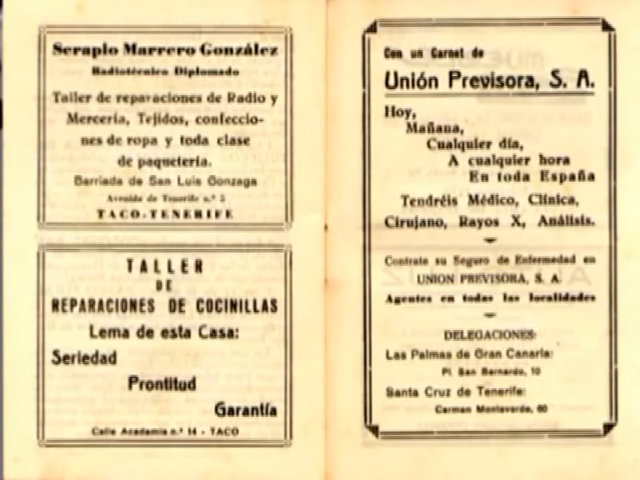 Serapio Marrero González
Radiotécnico Diplomado
Taller de reparaciones de Radio y
Mercería, Tejidos, confeccio-
nes de ropa y toda clase
de paquetería.
Barriada de San Luis Gonzaga
Avenida de Tenerife n.º 5
TACO-TENERIFE
TALLER
DE
REPARACIONES DE COCINILLAS
Lema de esta Casa:
Seriedad
Prontitud
Garantía
Calle Academia n.º 14 - TACO
Con un Carnet de
Unión Previsora, S. A.
Hoy,
Mañana,
Cualquier día,
A cualquier hora
En toda España
Tendréis Médico, Clínica,
Cirujano, Rayos X, Análisis.
Contrate su Seguro de Enfermedad en
UNION PREVISORA, S. A.
Agentes en todas las localidades
DELEGACIONES:
Las Palmas de Gran Canaria:
Pl. San Bernardo, 10
Santa Cruz de Tenerife:
Carmen Monteverde, 60